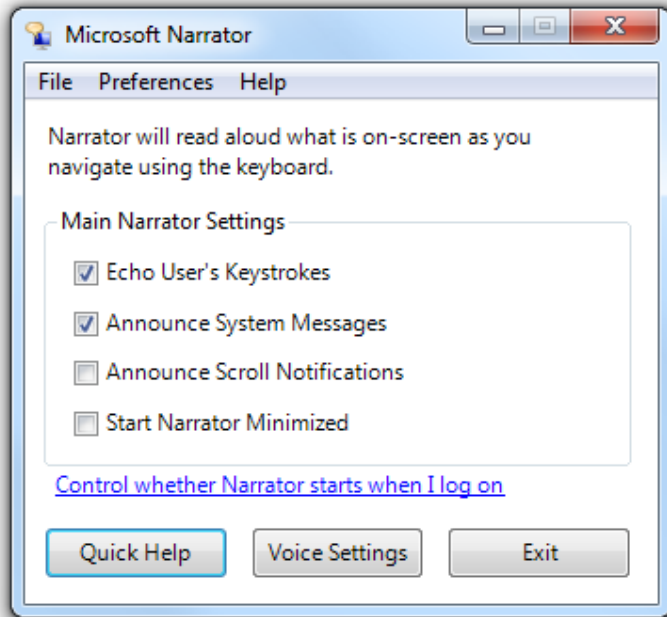 Microsoft Narrator
File Preferences Help
Narrator will read aloud what is on-screen as you
navigate using the keyboard.
Main Narrator Settings
Echo User's Keystrokes
Announce System Messages
Announce Scroll Notifications
Start Narrator Minimized
Control whether Narrator starts when I log on
Quick Help Voice Settings Exit